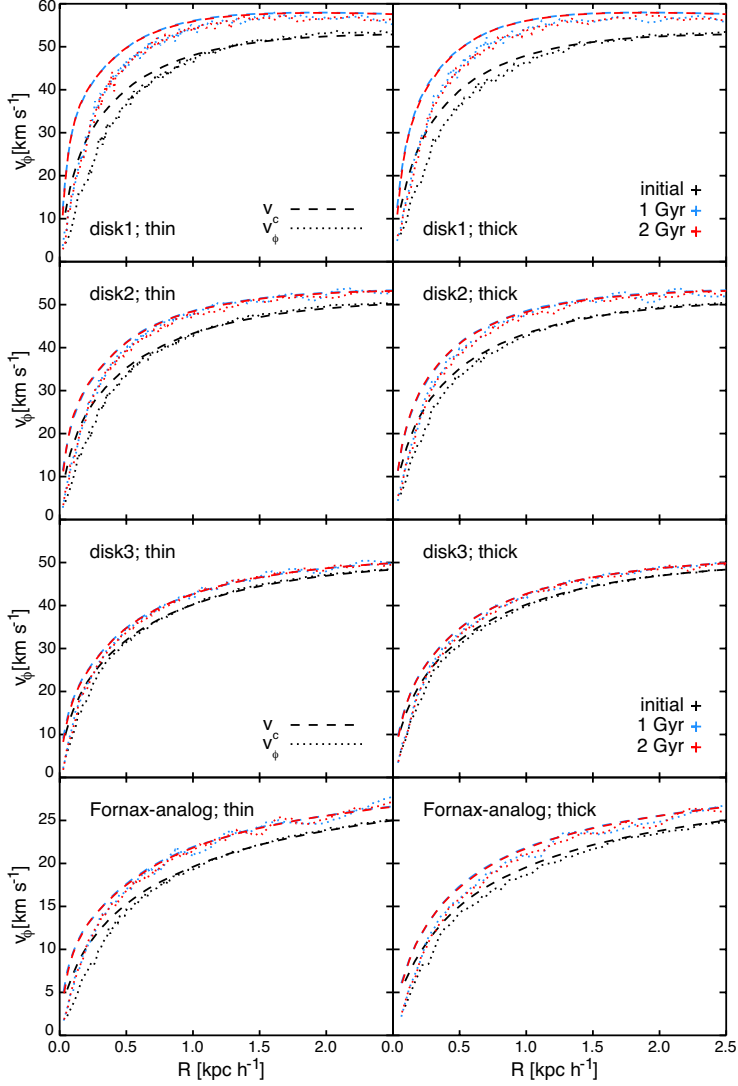 60
50
40
30
20
10
0
v_ϕ[km s⁻¹]
disk1; thin
v_c
v_ϕ
disk1; thick
initial
1 Gyr
2 Gyr
50
40
30
20
10
0
v_ϕ[km s⁻¹]
disk2; thin
disk2; thick
50
40
30
20
10
0
v_ϕ[km s⁻¹]
disk3; thin
v_c
v_ϕ
disk3; thick
initial
1 Gyr
2 Gyr
25
20
15
10
5
0
v_ϕ[km s⁻¹]
Fornax-analog; thin
Fornax-analog; thick
0.0 0.5 1.0 1.5 2.0 0.0 0.5 1.0 1.5 2.0 2.5
R [kpc h⁻¹] R [kpc h⁻¹]